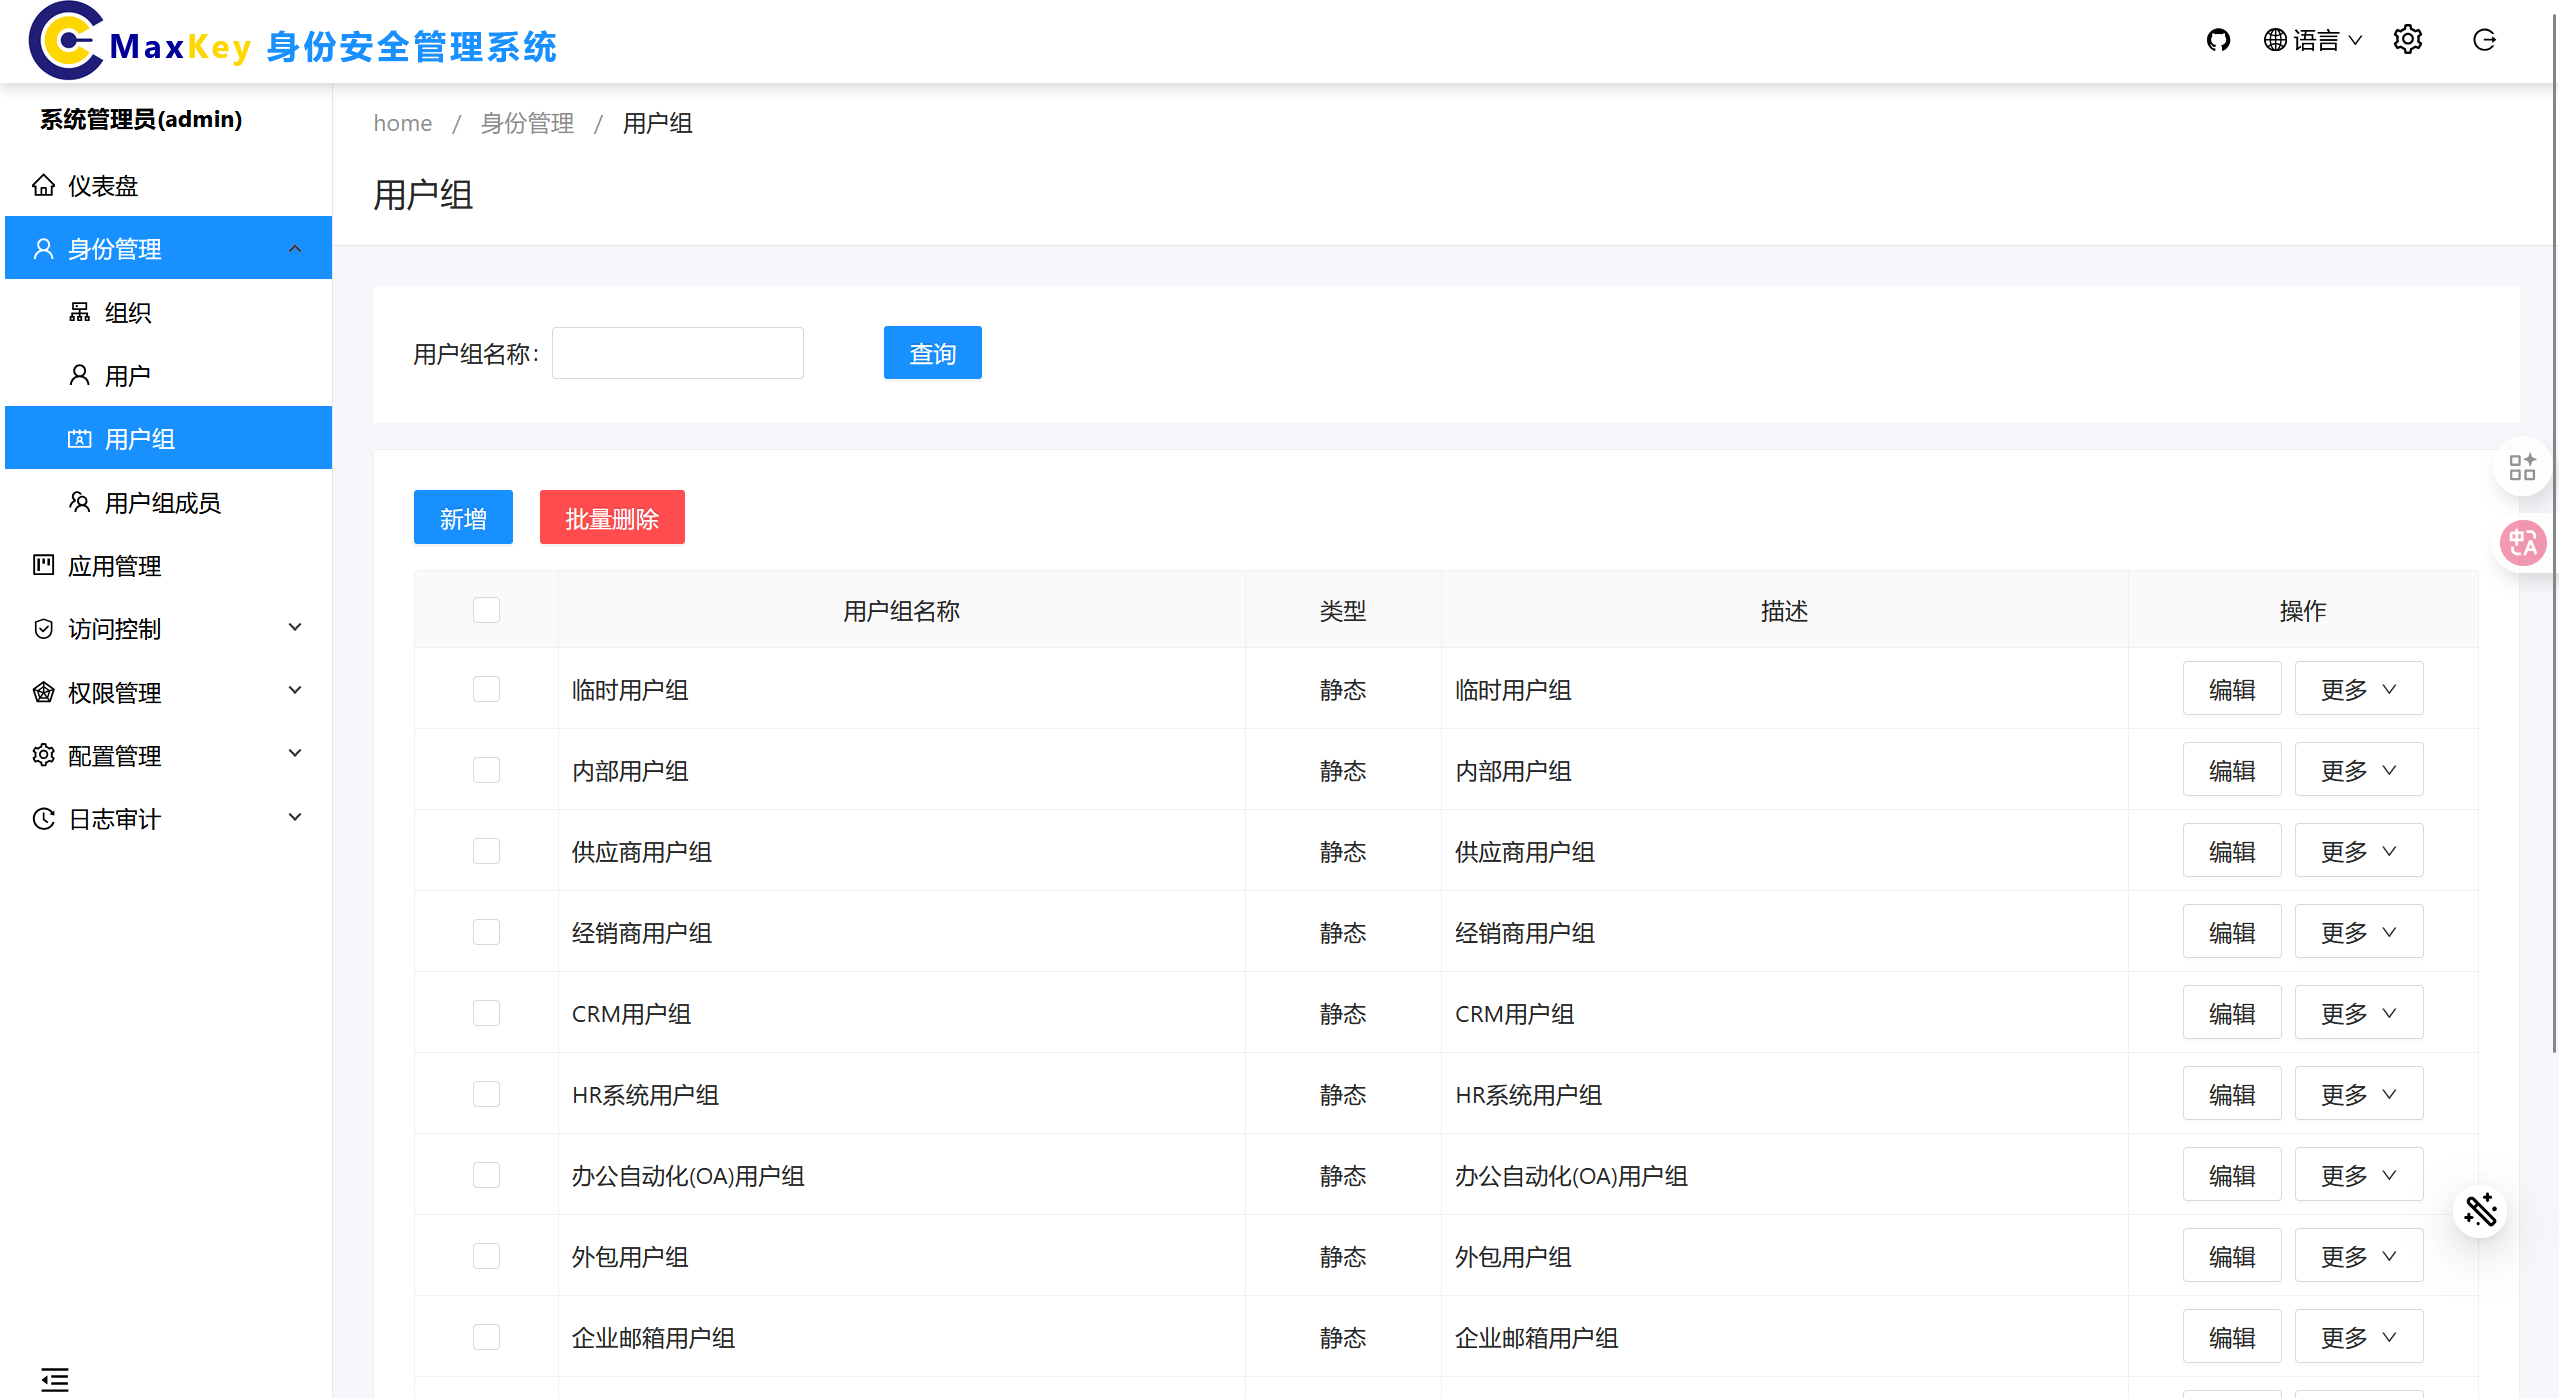 MaxKey 身份安全管理系统
语言
系统管理员(admin)
仪表盘
身份管理
组织
用户
用户组
用户组成员
应用管理
访问控制
权限管理
配置管理
日志审计
home / 身份管理 / 用户组
用户组
用户组名称: 查询
新增 批量删除
用户组名称 类型 描述 操作
临时用户组 静态 临时用户组 编辑 更多
内部用户组 静态 内部用户组 编辑 更多
供应商用户组 静态 供应商用户组 编辑 更多
经销商用户组 静态 经销商用户组 编辑 更多
CRM用户组 静态 CRM用户组 编辑 更多
HR系统用户组 静态 HR系统用户组 编辑 更多
办公自动化(OA)用户组 静态 办公自动化(OA)用户组 编辑 更多
外包用户组 静态 外包用户组 编辑 更多
企业邮箱用户组 静态 企业邮箱用户组 编辑 更多
中A